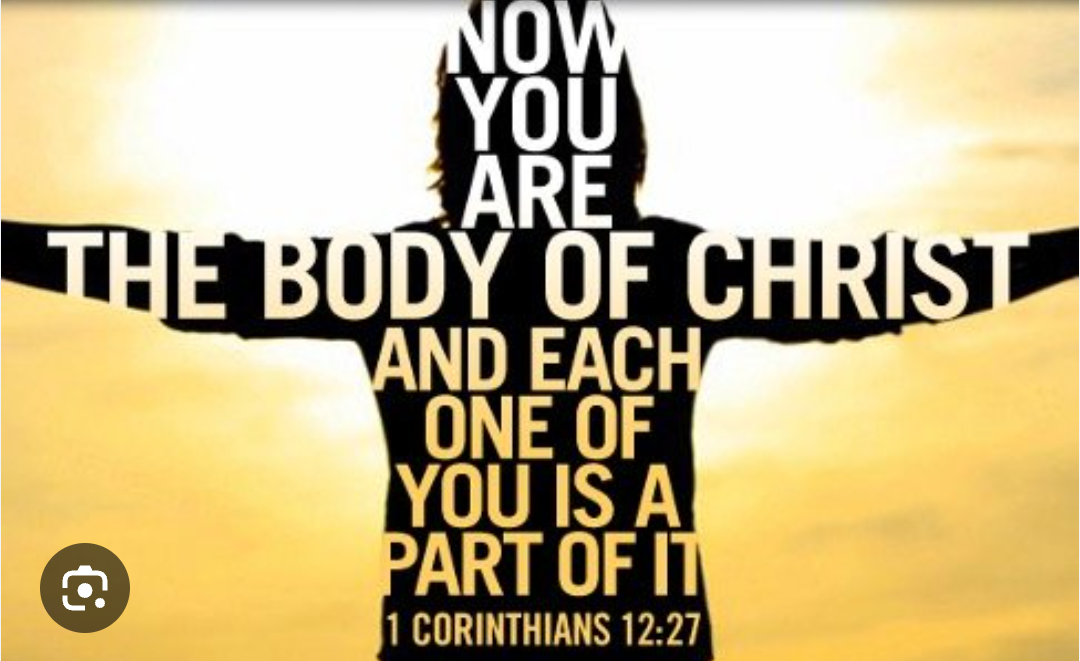 NOW
YOU
ARE
THE BODY OF CHRIST
AND EACH
ONE OF
YOU IS A
PART OF IT
1 CORINTHIANS 12:27